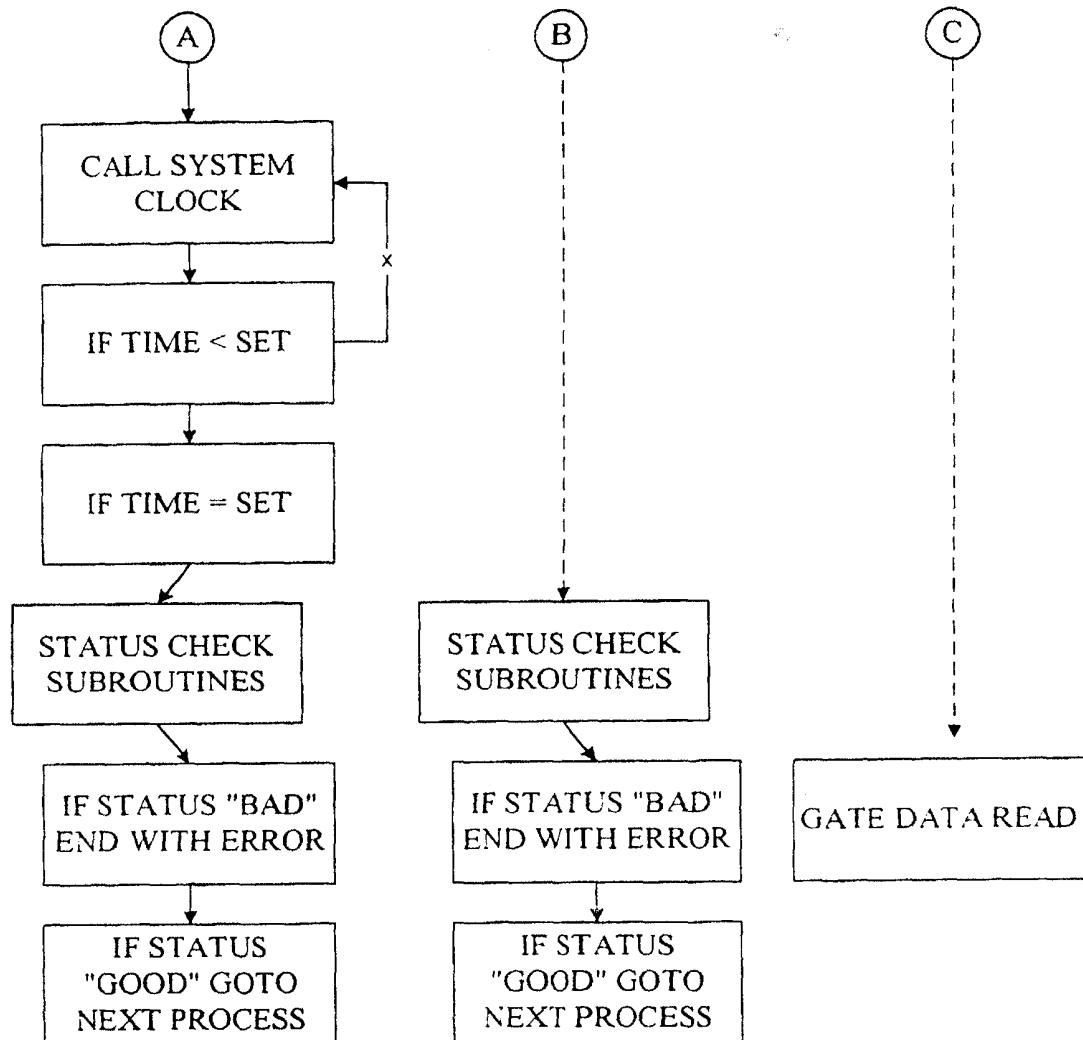 A
B
C
CALL SYSTEM
CLOCK
x
IF TIME < SET
IF TIME = SET
STATUS CHECK
SUBROUTINES
STATUS CHECK
SUBROUTINES
IF STATUS "BAD"
END WITH ERROR
IF STATUS "BAD"
END WITH ERROR
GATE DATA READ
IF STATUS
"GOOD" GOTO
NEXT PROCESS
IF STATUS
"GOOD" GOTO
NEXT PROCESS